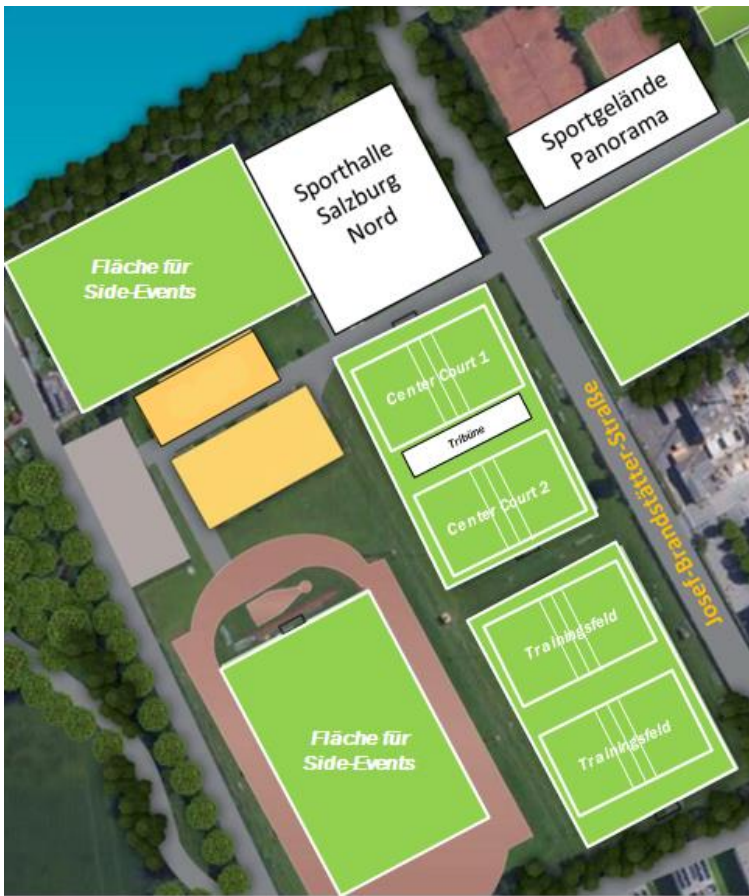 Sporthalle
Salzburg
Nord
Sportgelände
Panorama
Fläche für
Side-Events
Center Court 1
Tribüne
Center Court 2
Josef-Brandstätter-Straße
Trainingsfeld
Trainingsfeld
Fläche für
Side-Events